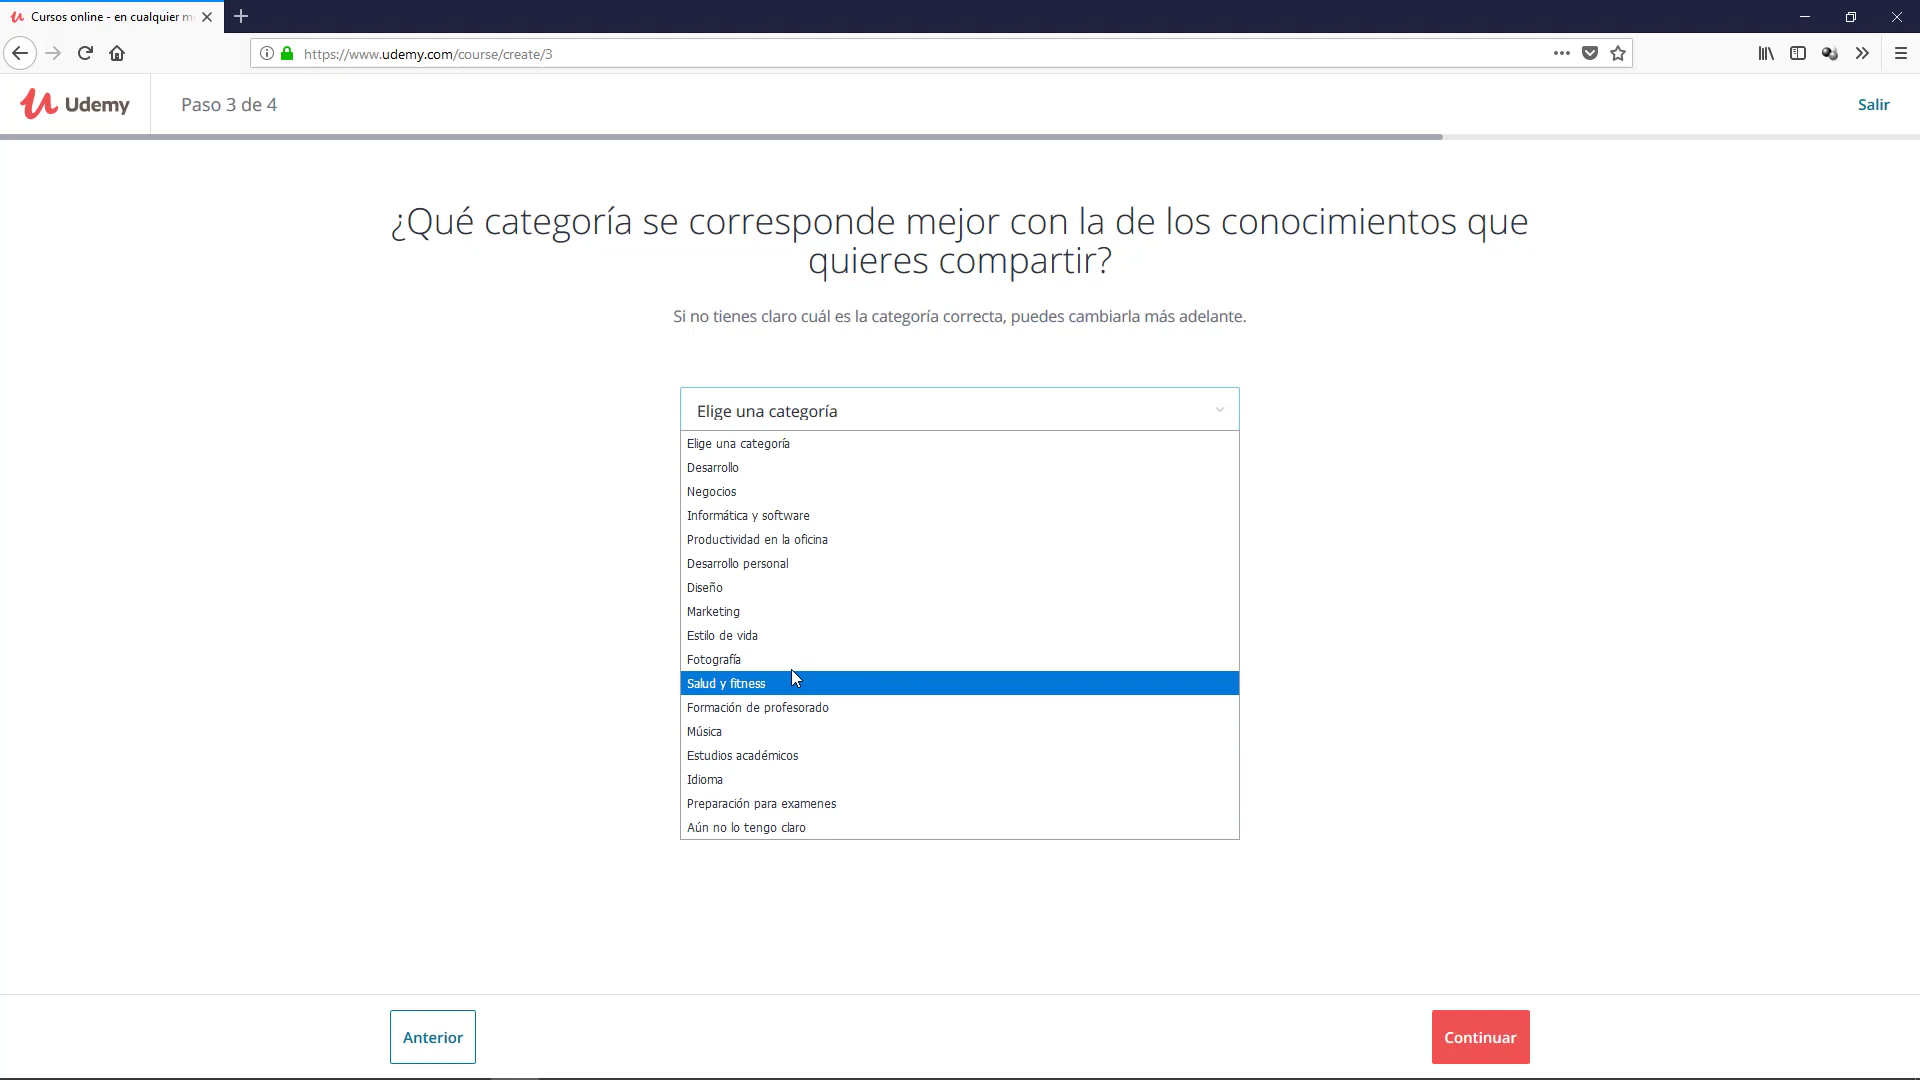 Cursos online - en cualquier m
https://www.udemy.com/course/create/3
Udemy
Paso 3 de 4
Salir
¿Qué categoría se corresponde mejor con la de los conocimientos que
quieres compartir?
Si no tienes claro cuál es la categoría correcta, puedes cambiarla más adelante.
Elige una categoría
Elige una categoría
Desarrollo
Negocios
Informática y software
Productividad en la oficina
Desarrollo personal
Diseño
Marketing
Estilo de vida
Fotografía
Salud y fitness
Formación de profesorado
Música
Estudios académicos
Idioma
Preparación para examenes
Aún no lo tengo claro
Anterior
Continuar